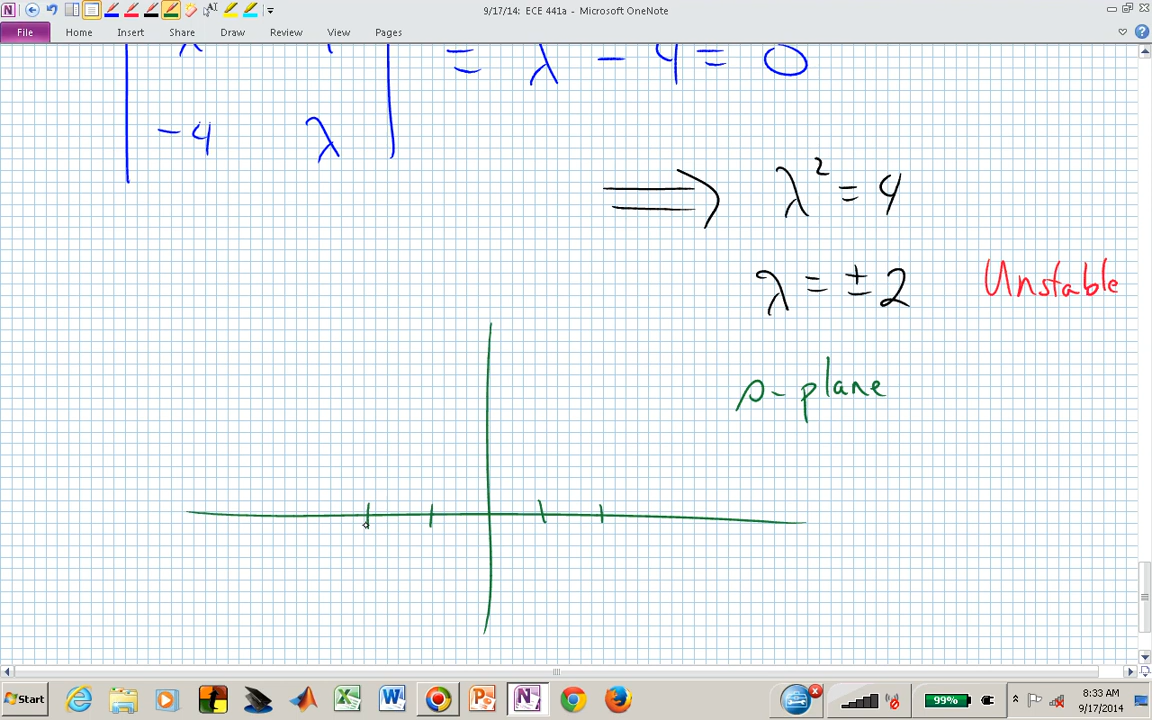 9/17/14: ECE 441a - Microsoft OneNote
File Home Insert Share Draw Review View Pages
= λ - 4 = 0
-4 λ
⟹ λ² = 4
λ = ± 2 Unstable
s-plane
Start
99%
8:33 AM
9/17/2014